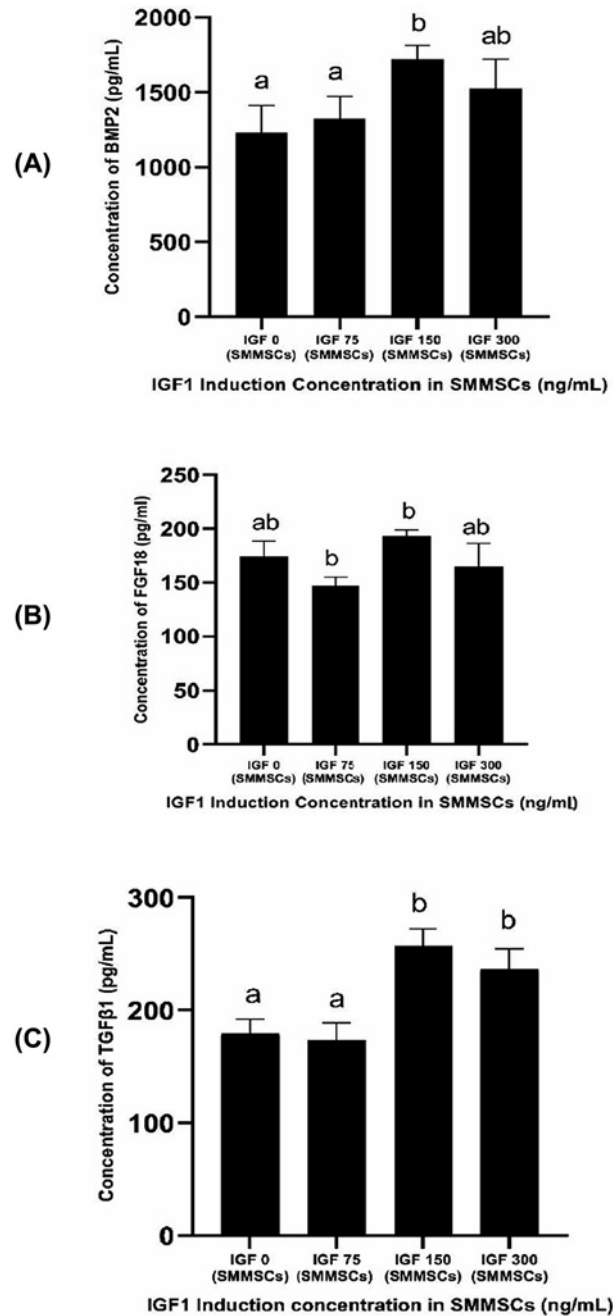 (A)
Concentration of BMP2 (pg/mL)
2000
1500
1000
500
0
a
a
b
ab
IGF 0 IGF 75 IGF 150 IGF 300
(SMMSCs) (SMMSCs) (SMMSCs) (SMMSCs)
IGF1 Induction Concentration in SMMSCs (ng/mL)
(B)
Concentration of FGF18 (pg/ml)
250
200
150
100
50
0
ab
b
b
ab
IGF 0 IGF 75 IGF 150 IGF 300
(SMMSCs) (SMMSCs) (SMMSCs) (SMMSCs)
IGF1 Induction Concentration in SMMSCs (ng/ml)
(C)
Concentration of TGFβ1 (pg/mL)
300
200
100
0
a
a
b
b
IGF 0 IGF 75 IGF 150 IGF 300
(SMMSCs) (SMMSCs) (SMMSCs) (SMMSCs)
IGF1 Induction concentration in SMMSCs (ng/mL)